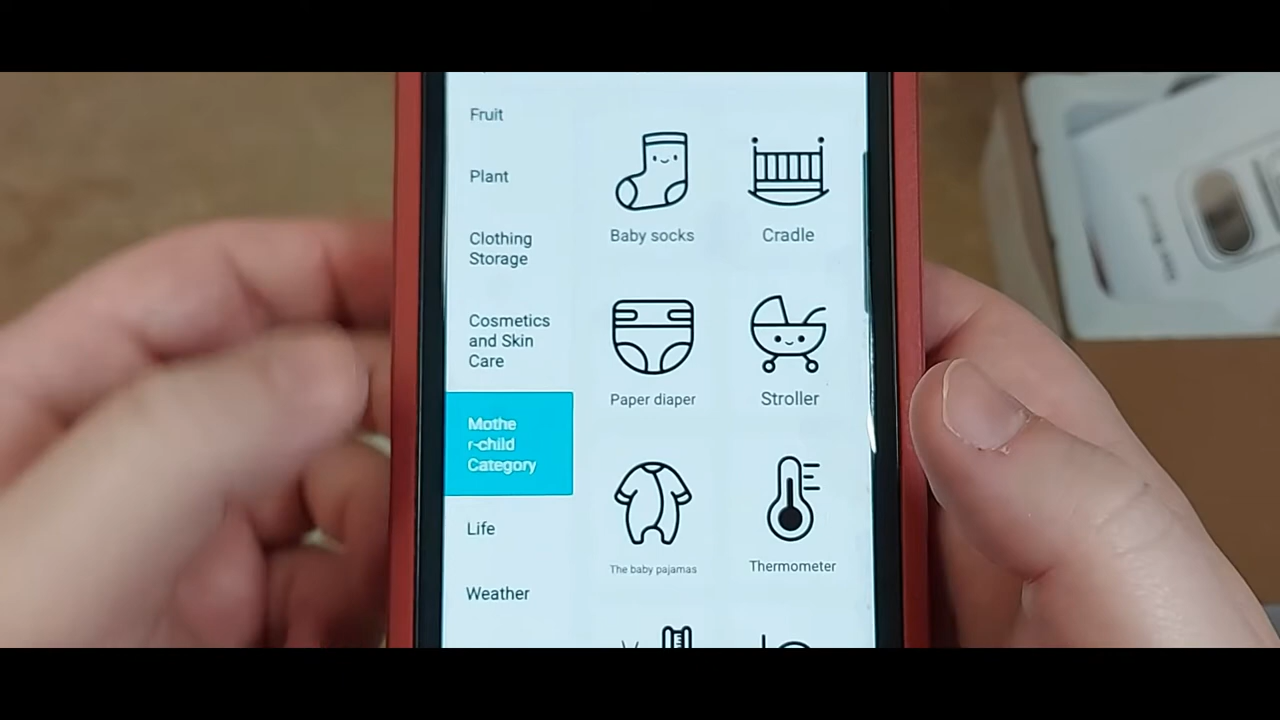 Fruit
Plant
Clothing
Storage
Cosmetics
and Skin
Care
Mothe
r-child
Category
Life
Weather
Baby socks
Cradle
Paper diaper
Stroller
The baby pajamas
Thermometer